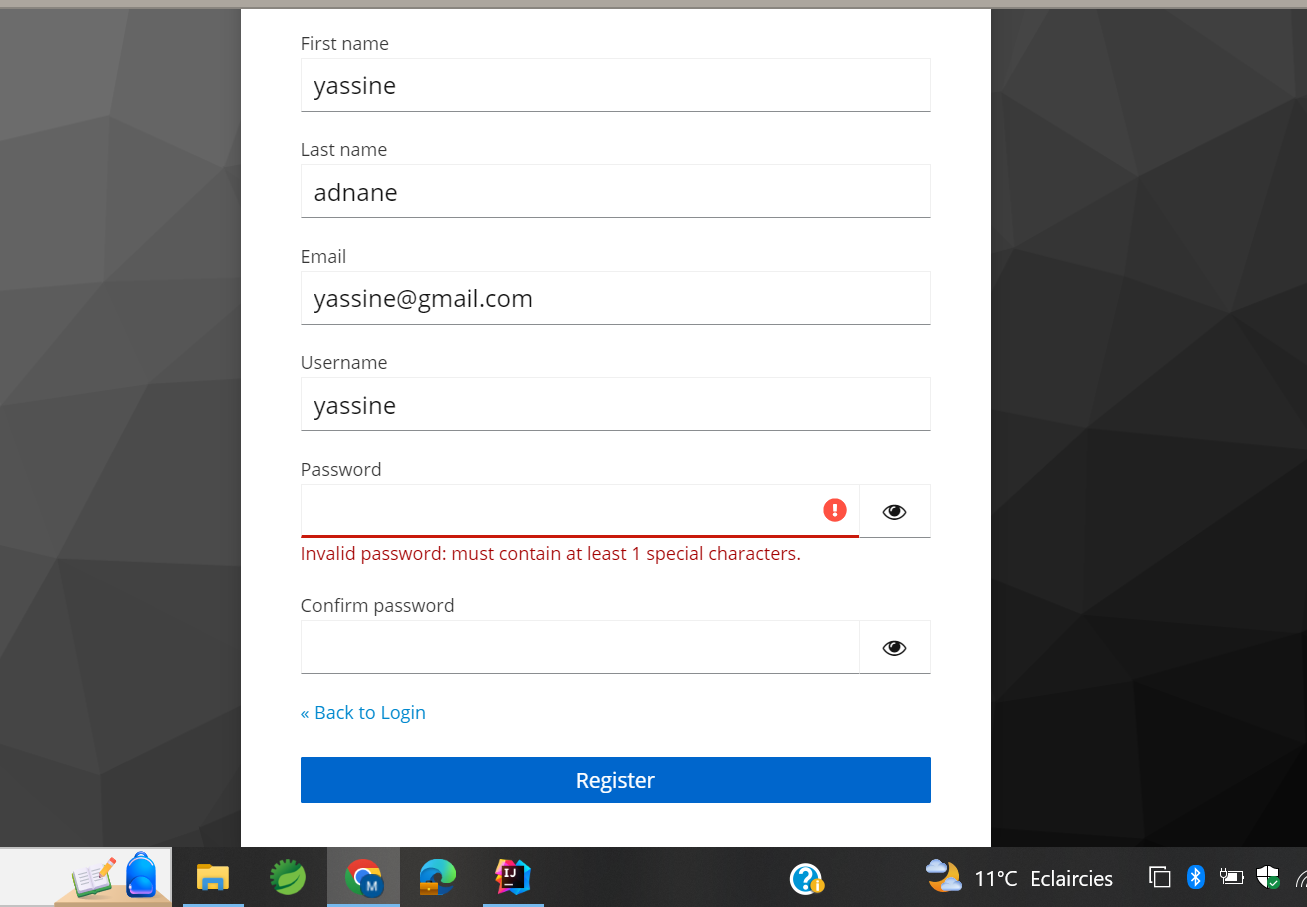 First name
yassine
Last name
adnane
Email
yassine@gmail.com
Username
yassine
Password
Invalid password: must contain at least 1 special characters.
Confirm password
« Back to Login
Register
M
IJ
11°C Eclaircies